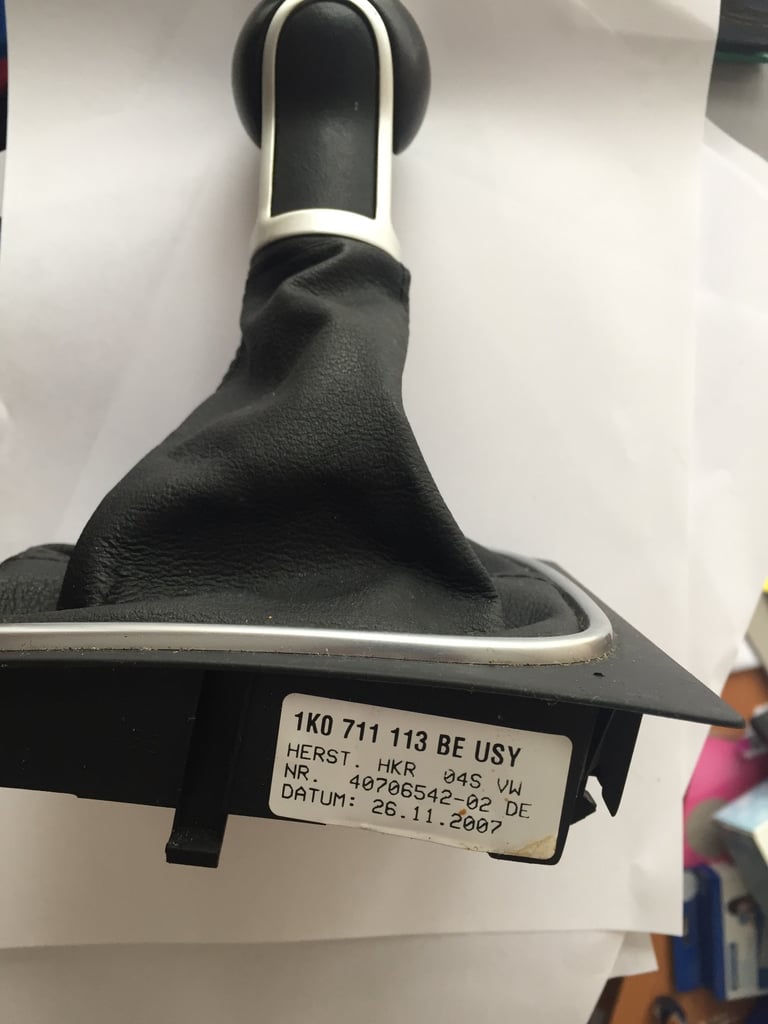 1K0 711 113 BE USY
HERST. HKR 04S VW
NR. 40706542-02 DE
DATUM: 26.11.2007